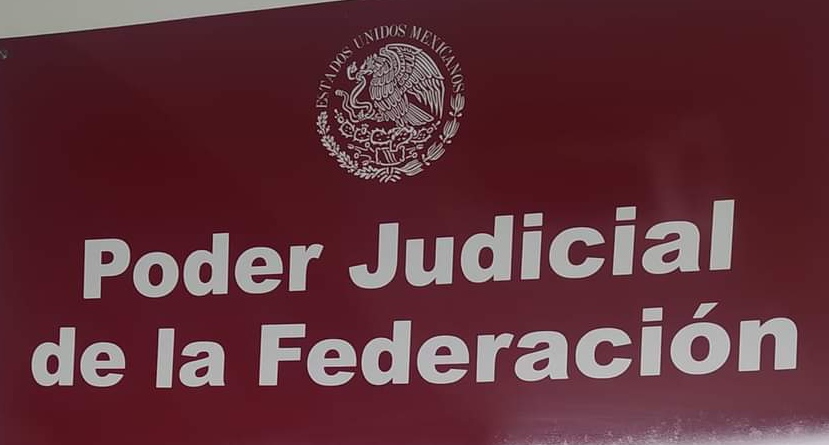 ESTADOS UNIDOS MEXICANOS
Poder Judicial
de la Federación